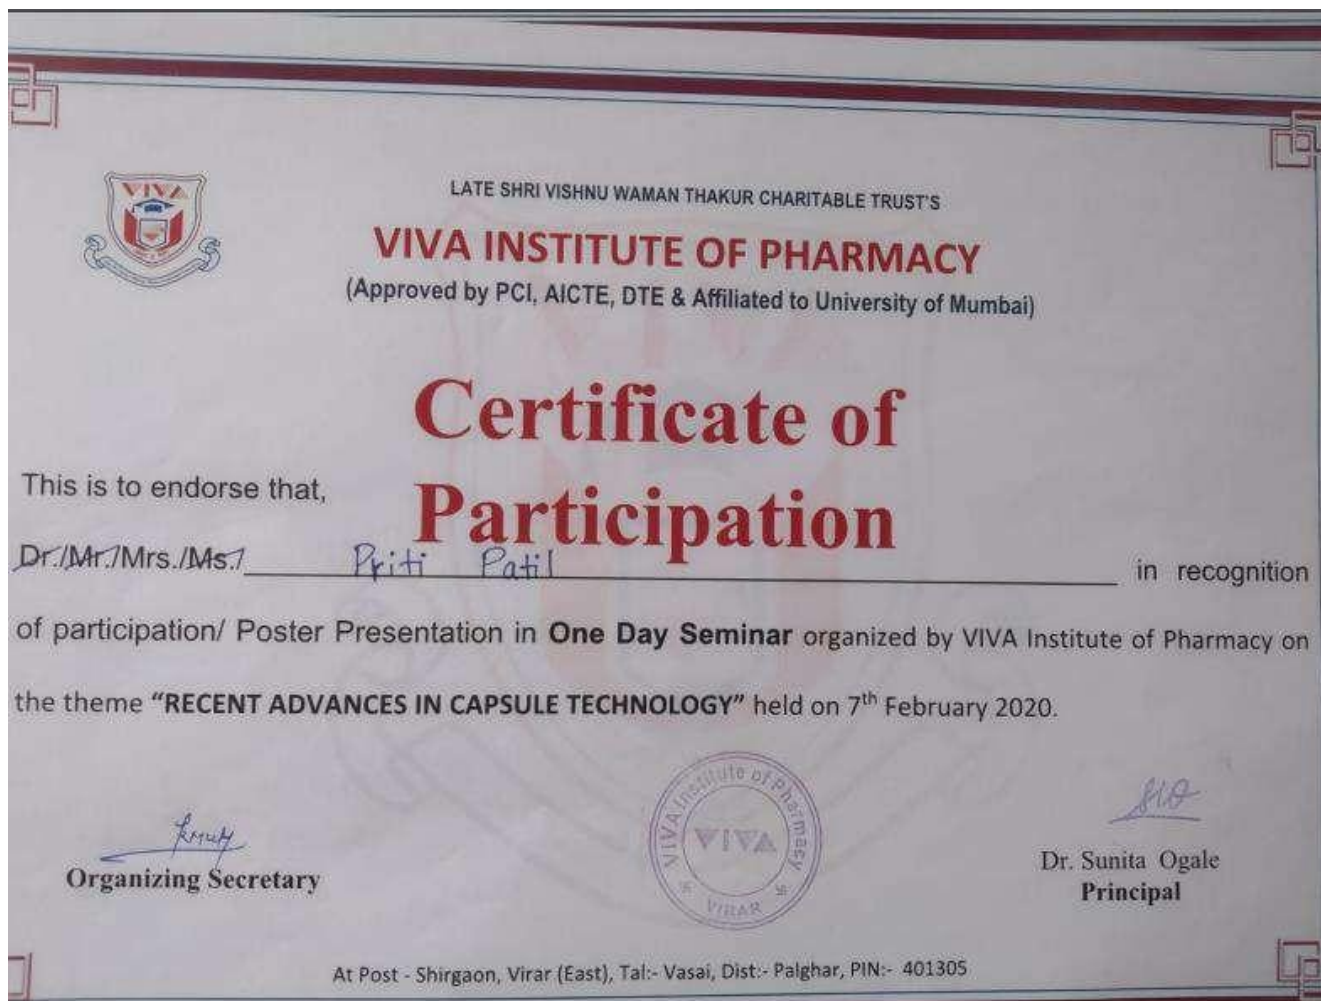 VIVA
LATE SHRI VISHNU WAMAN THAKUR CHARITABLE TRUST'S
VIVA INSTITUTE OF PHARMACY
(Approved by PCI, AICTE, DTE & Affiliated to University of Mumbai)
Certificate of
Participation
This is to endorse that,
Dr./Mr./Mrs./Ms./ Priti Patil in recognition
of participation/ Poster Presentation in One Day Seminar organized by VIVA Institute of Pharmacy on
the theme “RECENT ADVANCES IN CAPSULE TECHNOLOGY” held on 7th February 2020.
Organizing Secretary
VIVA Institute of Pharmacy
VIVA
VIRAR
Dr. Sunita Ogale
Principal
At Post - Shirgaon, Virar (East), Tal:- Vasai, Dist:- Palghar, PIN:- 401305